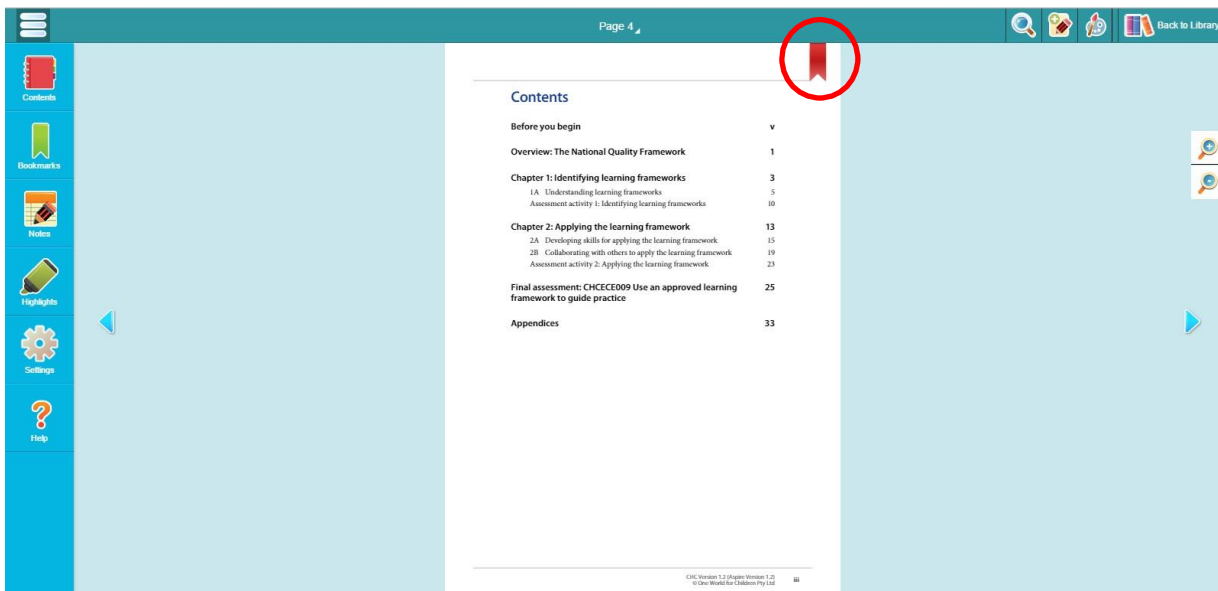 Page 4
Back to Library
Contents
Bookmarks
Notes
Highlights
Settings
Help
Contents
Before you begin v
Overview: The National Quality Framework 1
Chapter 1: Identifying learning frameworks 3
1A Understanding learning frameworks 5
Assessment activity 1: Identifying learning frameworks 10
Chapter 2: Applying the learning framework 13
2A Developing skills for applying the learning framework 15
2B Collaborating with others to apply the learning framework 19
Assessment activity 2: Applying the learning framework 23
Final assessment: CHCECE009 Use an approved learning 25
framework to guide practice
Appendices 33
CHC Version 1.2 (Aspire Version 1.2)
© One World for Children Pty Ltd iii